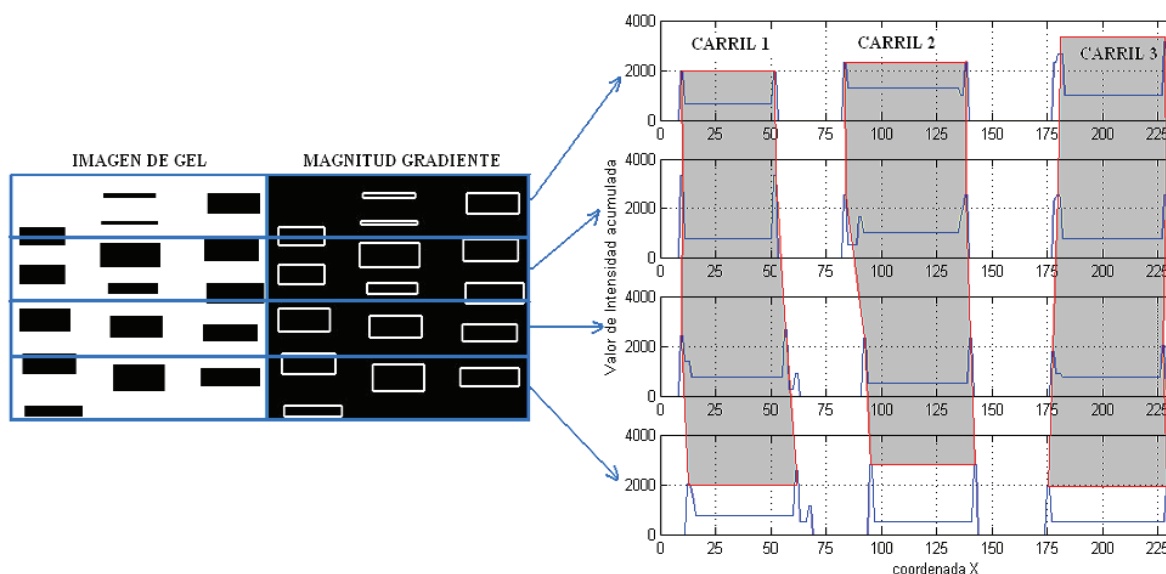 IMAGEN DE GEL
MAGNITUD GRADIENTE
Valor de Intensidad acumulada
CARRIL 1
CARRIL 2
CARRIL 3
4000
2000
0
0 25 50 75 100 125 150 175 200 225
4000
2000
0
0 25 50 75 100 125 150 175 200 225
4000
2000
0
0 25 50 75 100 125 150 175 200 225
4000
2000
0
0 25 50 75 100 125 150 175 200 225
coordenada X